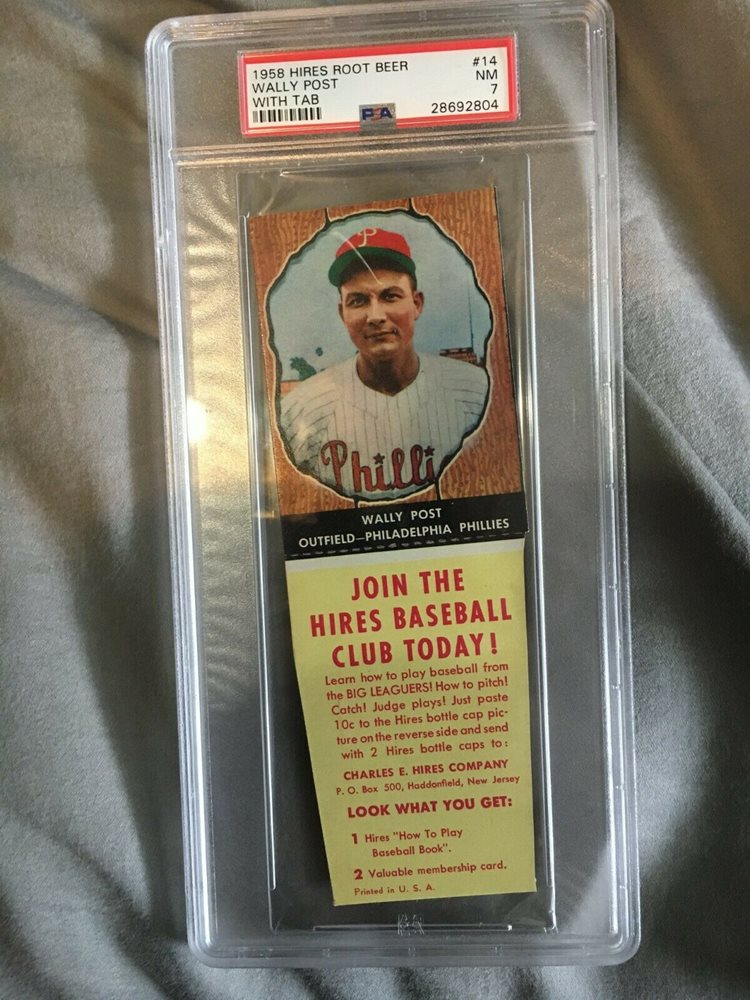 1958 HIRES ROOT BEER #14
WALLY POST NM
WITH TAB 7
PSA 28692804
P
Philli
WALLY POST
OUTFIELD—PHILADELPHIA PHILLIES
JOIN THE
HIRES BASEBALL
CLUB TODAY!
Learn how to play baseball from
the BIG LEAGUERS! How to pitch!
Catch! Judge plays! Just paste
10c to the Hires bottle cap pic-
ture on the reverse side and send
with 2 Hires bottle caps to:
CHARLES E. HIRES COMPANY
P. O. Box 500, Haddonfield, New Jersey
LOOK WHAT YOU GET:
1 Hires "How To Play
Baseball Book".
2 Valuable membership card.
Printed in U. S. A.